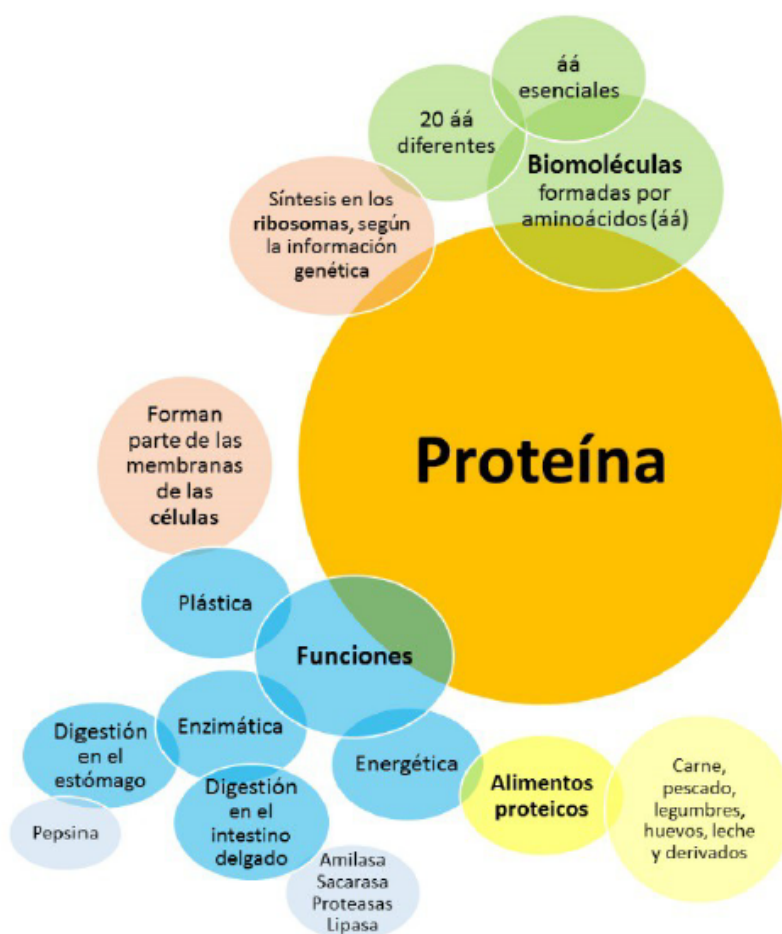 áá
esenciales
20 áá
diferentes
Biomoléculas
formadas por
aminoácidos (áá)
Síntesis en los
ribosomas, según
la información
genética
Proteína
Forman
parte de las
membranas
de las
células
Plástica
Funciones
Enzimática
Digestión
en el
estómago
Pepsina
Digestión
en el
intestino
delgado
Amilasa
Sacarasa
Proteasas
Lipasa
Energética
Alimentos
proteicos
Carne,
pescado,
legumbres,
huevos, leche
y derivados